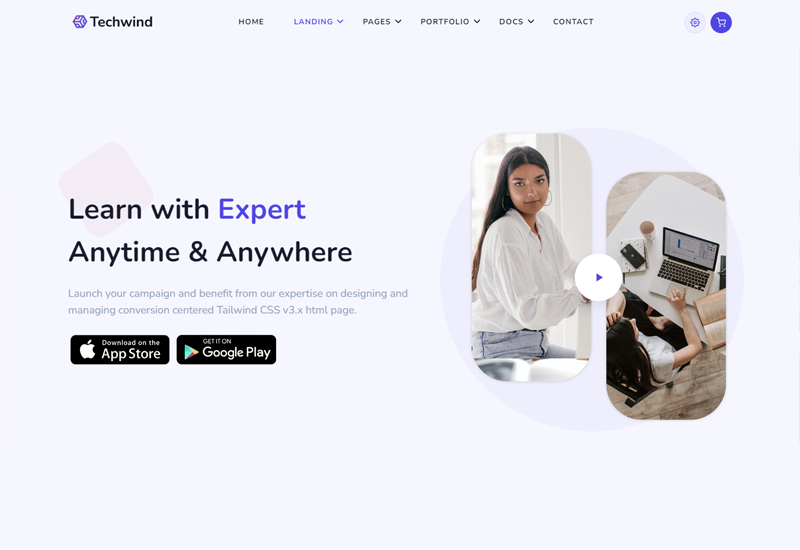 Techwind
HOME LANDING PAGES PORTFOLIO DOCS CONTACT
Learn with Expert
Anytime & Anywhere
Launch your campaign and benefit from our expertise on designing and
managing conversion centered Tailwind CSS v3.x html page.
Download on the
App Store
GET IT ON
Google Play